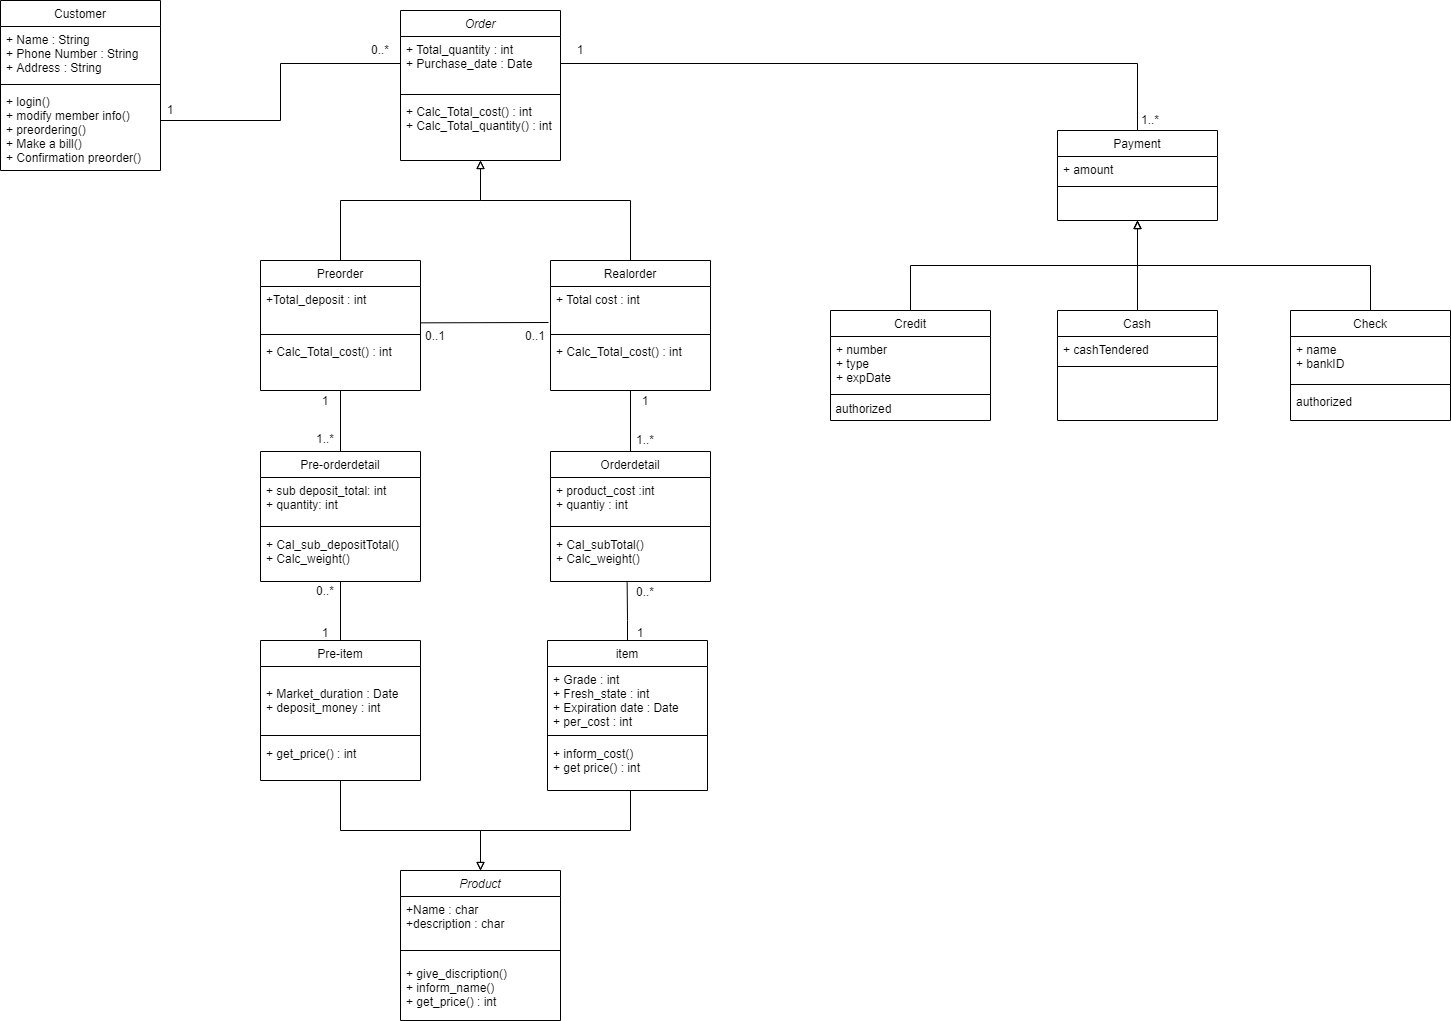 Customer
+ Name : String
+ Phone Number : String
+ Address : String
+ login()
+ modify member info()
+ preordering()
+ Make a bill()
+ Confirmation preorder()
1
0..*
Order
+ Total_quantity : int
+ Purchase_date : Date
+ Calc_Total_cost() : int
+ Calc_Total_quantity() : int
1
1..*
Payment
+ amount
Preorder
+Total_deposit : int
+ Calc_Total_cost() : int
0..1
0..1
Realorder
+ Total cost : int
+ Calc_Total_cost() : int
Credit
+ number
+ type
+ expDate
authorized
Cash
+ cashTendered
Check
+ name
+ bankID
authorized
1
1..*
1
1..*
Pre-orderdetail
+ sub deposit_total: int
+ quantity: int
+ Cal_sub_depositTotal()
+ Calc_weight()
Orderdetail
+ product_cost :int
+ quantiy : int
+ Cal_subTotal()
+ Calc_weight()
0..*
1
0..*
1
Pre-item
+ Market_duration : Date
+ deposit_money : int
+ get_price() : int
item
+ Grade : int
+ Fresh_state : int
+ Expiration date : Date
+ per_cost : int
+ inform_cost()
+ get price() : int
Product
+Name : char
+description : char
+ give_discription()
+ inform_name()
+ get_price() : int